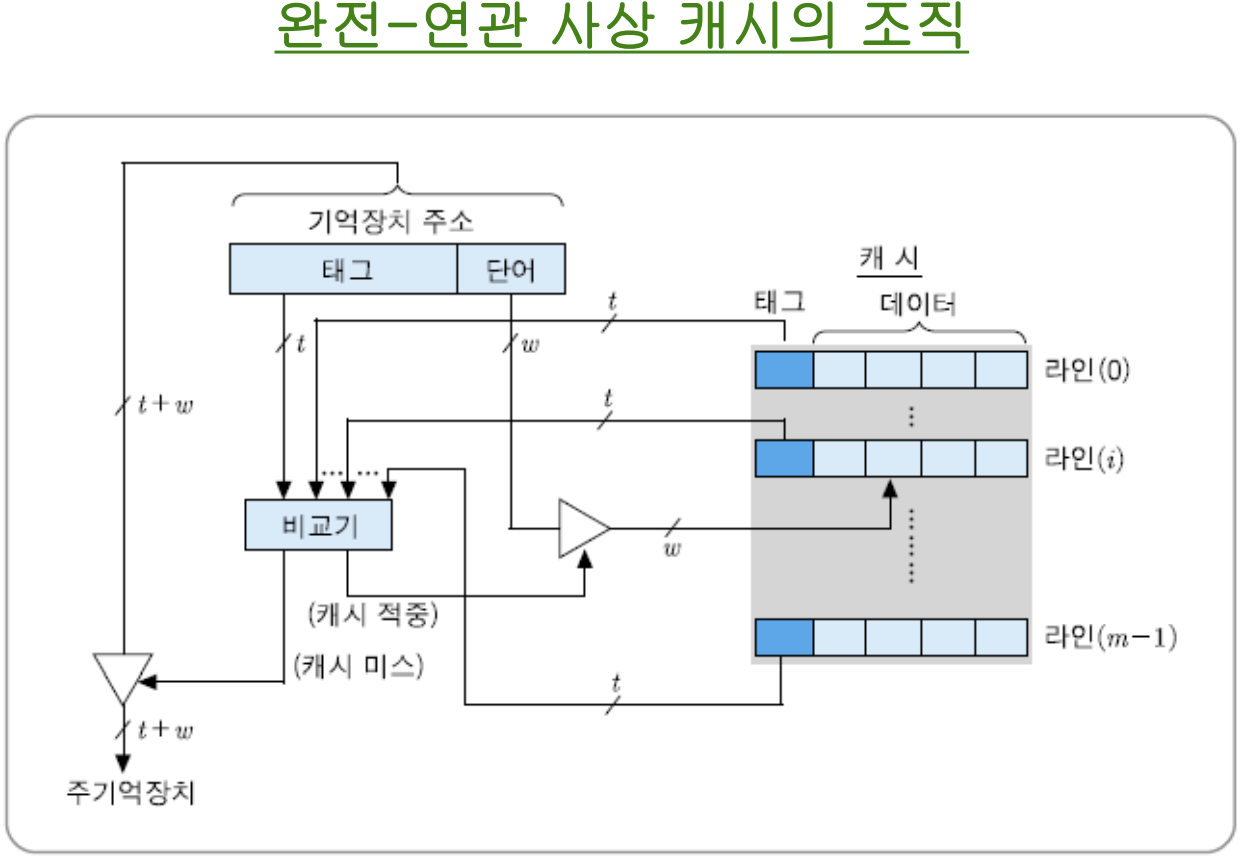 완전-연관 사상 캐시의 조직
기억장치 주소
태그 단어
캐 시
태그 데이터
t
t
w
라인(0)
⋮
t+w
t
라인(i)
...... 
비교기
w
⋮
(캐시 적중)
라인(m-1)
(캐시 미스)
t
t+w
주기억장치